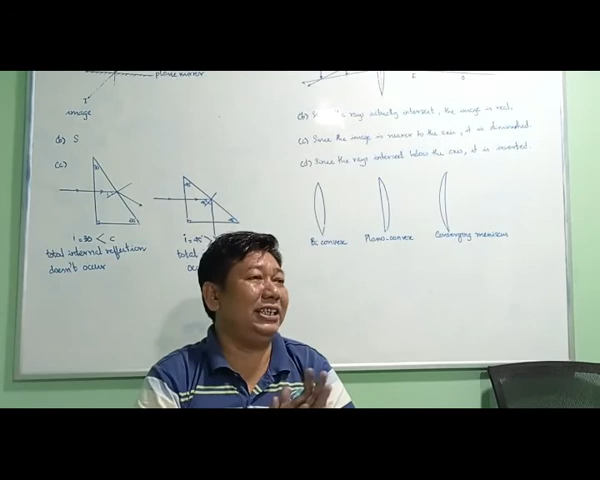 plane mirror
I'
image
(b) S
(c)
i = 30 < c
total internal reflection
doesn't occur
i = 45 >
total
(b) rays actually intersect, the image is real.
(c) Since the image is nearer to the axis, it is diminished.
(d) Since the rays intersect below the axis, it is inverted.
Bi convex
Plano-convex
Converging meniscus